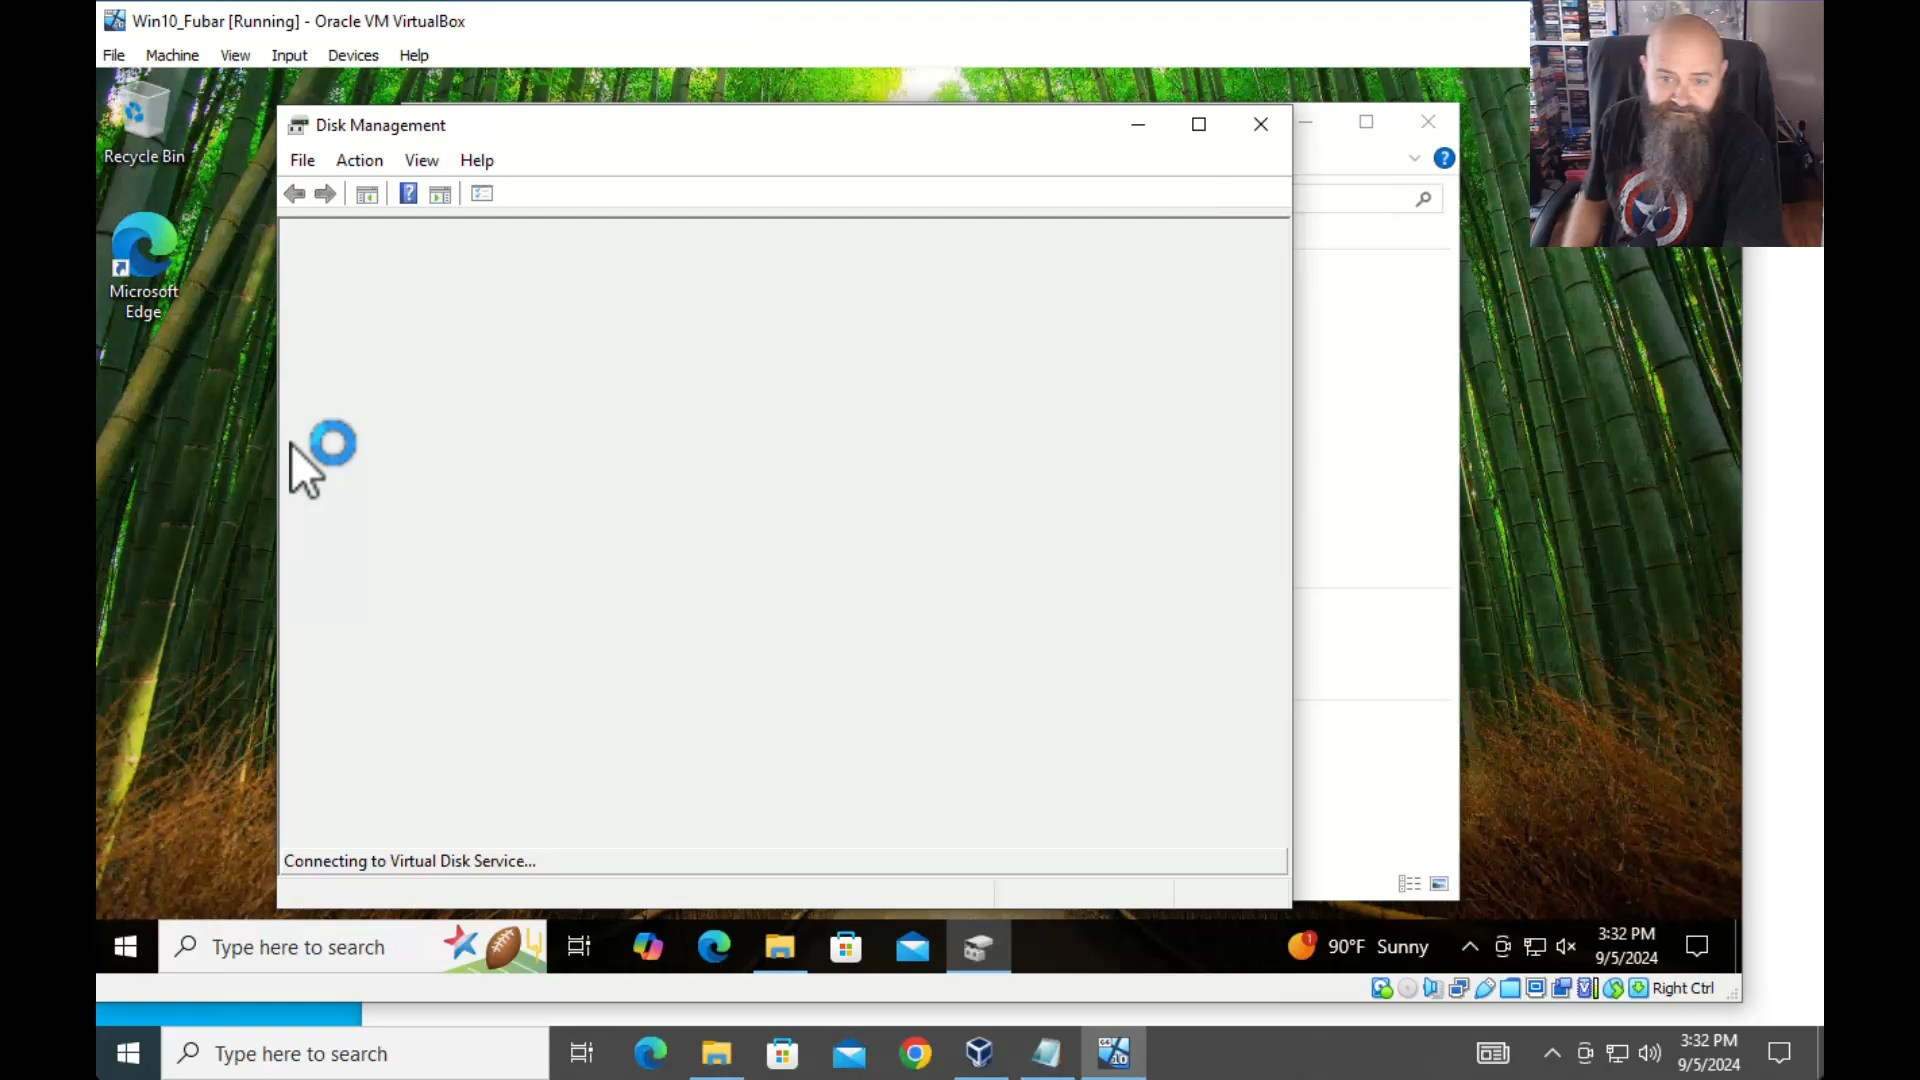 Win10_Fubar [Running] - Oracle VM VirtualBox
File Machine View Input Devices Help
Recycle Bin
Microsoft
Edge
Disk Management
File Action View Help
Connecting to Virtual Disk Service...
Type here to search
90°F Sunny
3:32 PM
9/5/2024
Right Ctrl
Type here to search
3:32 PM
9/5/2024